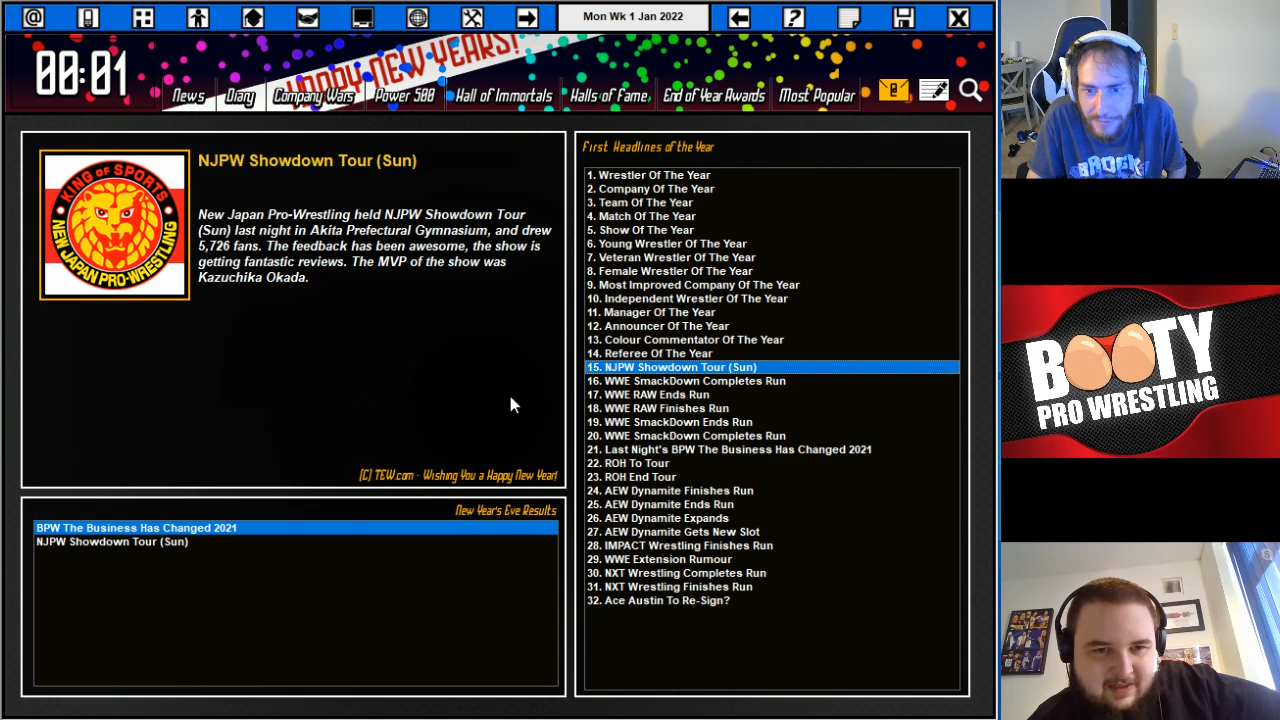 Mon Wk 1 Jan 2022
HAPPY NEW YEARS!
00:01
News
Diary
Company Wars
Power 500
Hall of Immortals
Halls of Fame
End of Year Awards
Most Popular
NJPW Showdown Tour (Sun)
KING OF SPORTS
NEW JAPAN PRO-WRESTLING
New Japan Pro-Wrestling held NJPW Showdown Tour
(Sun) last night in Akita Prefectural Gymnasium, and drew
5,726 fans. The feedback has been awesome, the show is
getting fantastic reviews. The MVP of the show was
Kazuchika Okada.
(C) TEW.com - Wishing You a Happy New Year!
New Year's Eve Results
BPW The Business Has Changed 2021
NJPW Showdown Tour (Sun)
First Headlines of the Year
1. Wrestler Of The Year
2. Company Of The Year
3. Team Of The Year
4. Match Of The Year
5. Show Of The Year
6. Young Wrestler Of The Year
7. Veteran Wrestler Of The Year
8. Female Wrestler Of The Year
9. Most Improved Company Of The Year
10. Independent Wrestler Of The Year
11. Manager Of The Year
12. Announcer Of The Year
13. Colour Commentator Of The Year
14. Referee Of The Year
15. NJPW Showdown Tour (Sun)
16. WWE SmackDown Completes Run
17. WWE RAW Ends Run
18. WWE RAW Finishes Run
19. WWE SmackDown Ends Run
20. WWE SmackDown Completes Run
21. Last Night's BPW The Business Has Changed 2021
22. ROH To Tour
23. ROH End Tour
24. AEW Dynamite Finishes Run
25. AEW Dynamite Ends Run
26. AEW Dynamite Expands
27. AEW Dynamite Gets New Slot
28. IMPACT Wrestling Finishes Run
29. WWE Extension Rumour
30. NXT Wrestling Completes Run
31. NXT Wrestling Finishes Run
32. Ace Austin To Re-Sign?
BOOTY
PRO WRESTLING